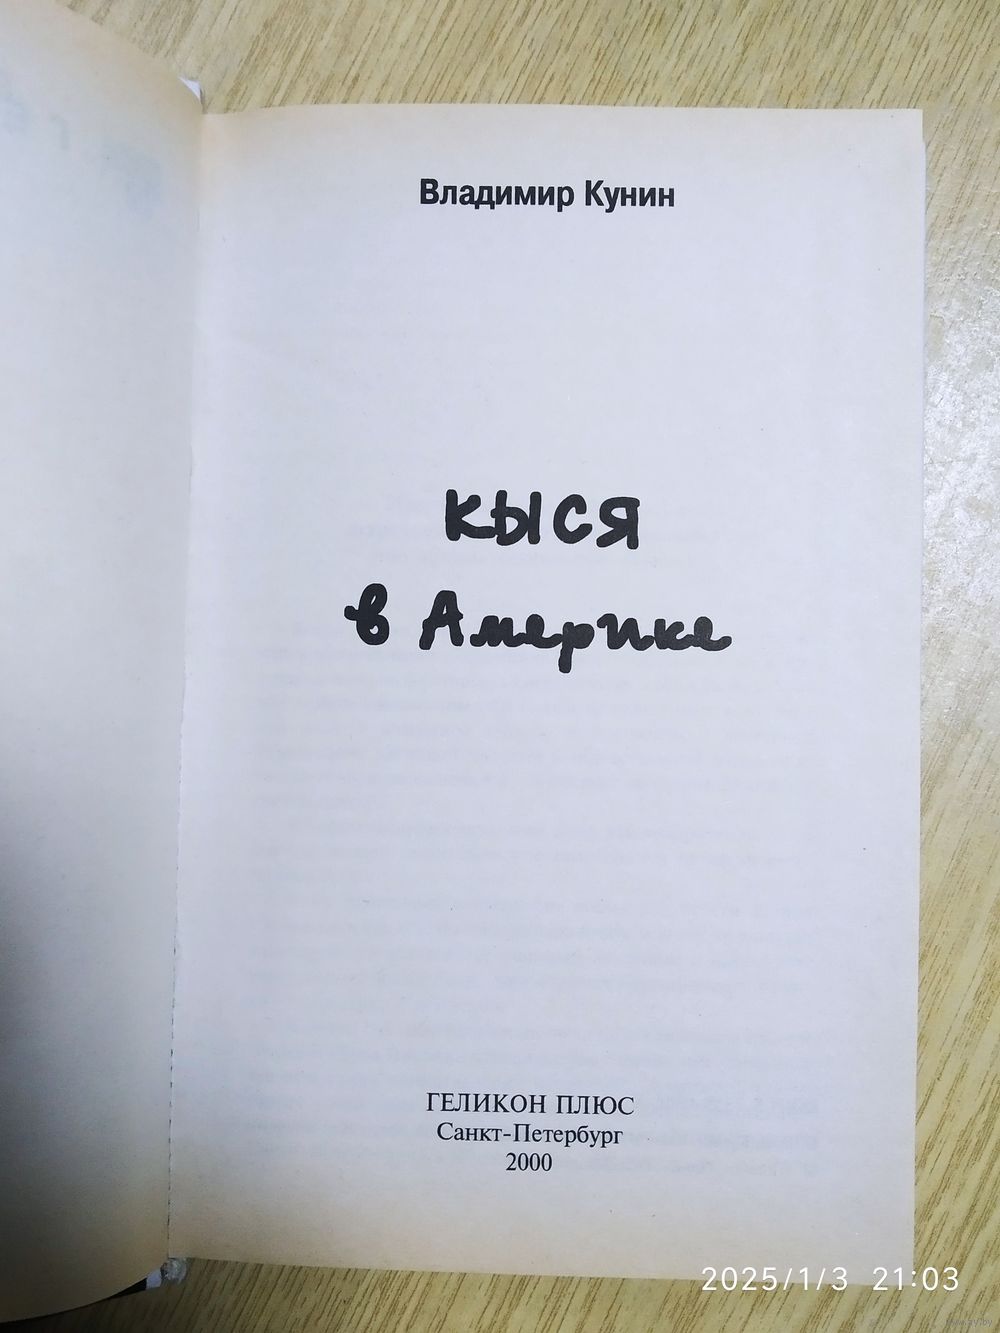 Владимир Кунин
КЫСЯ
в Америке
ГЕЛИКОН ПЛЮС
Санкт-Петербург
2000
2025/1/3 21:03